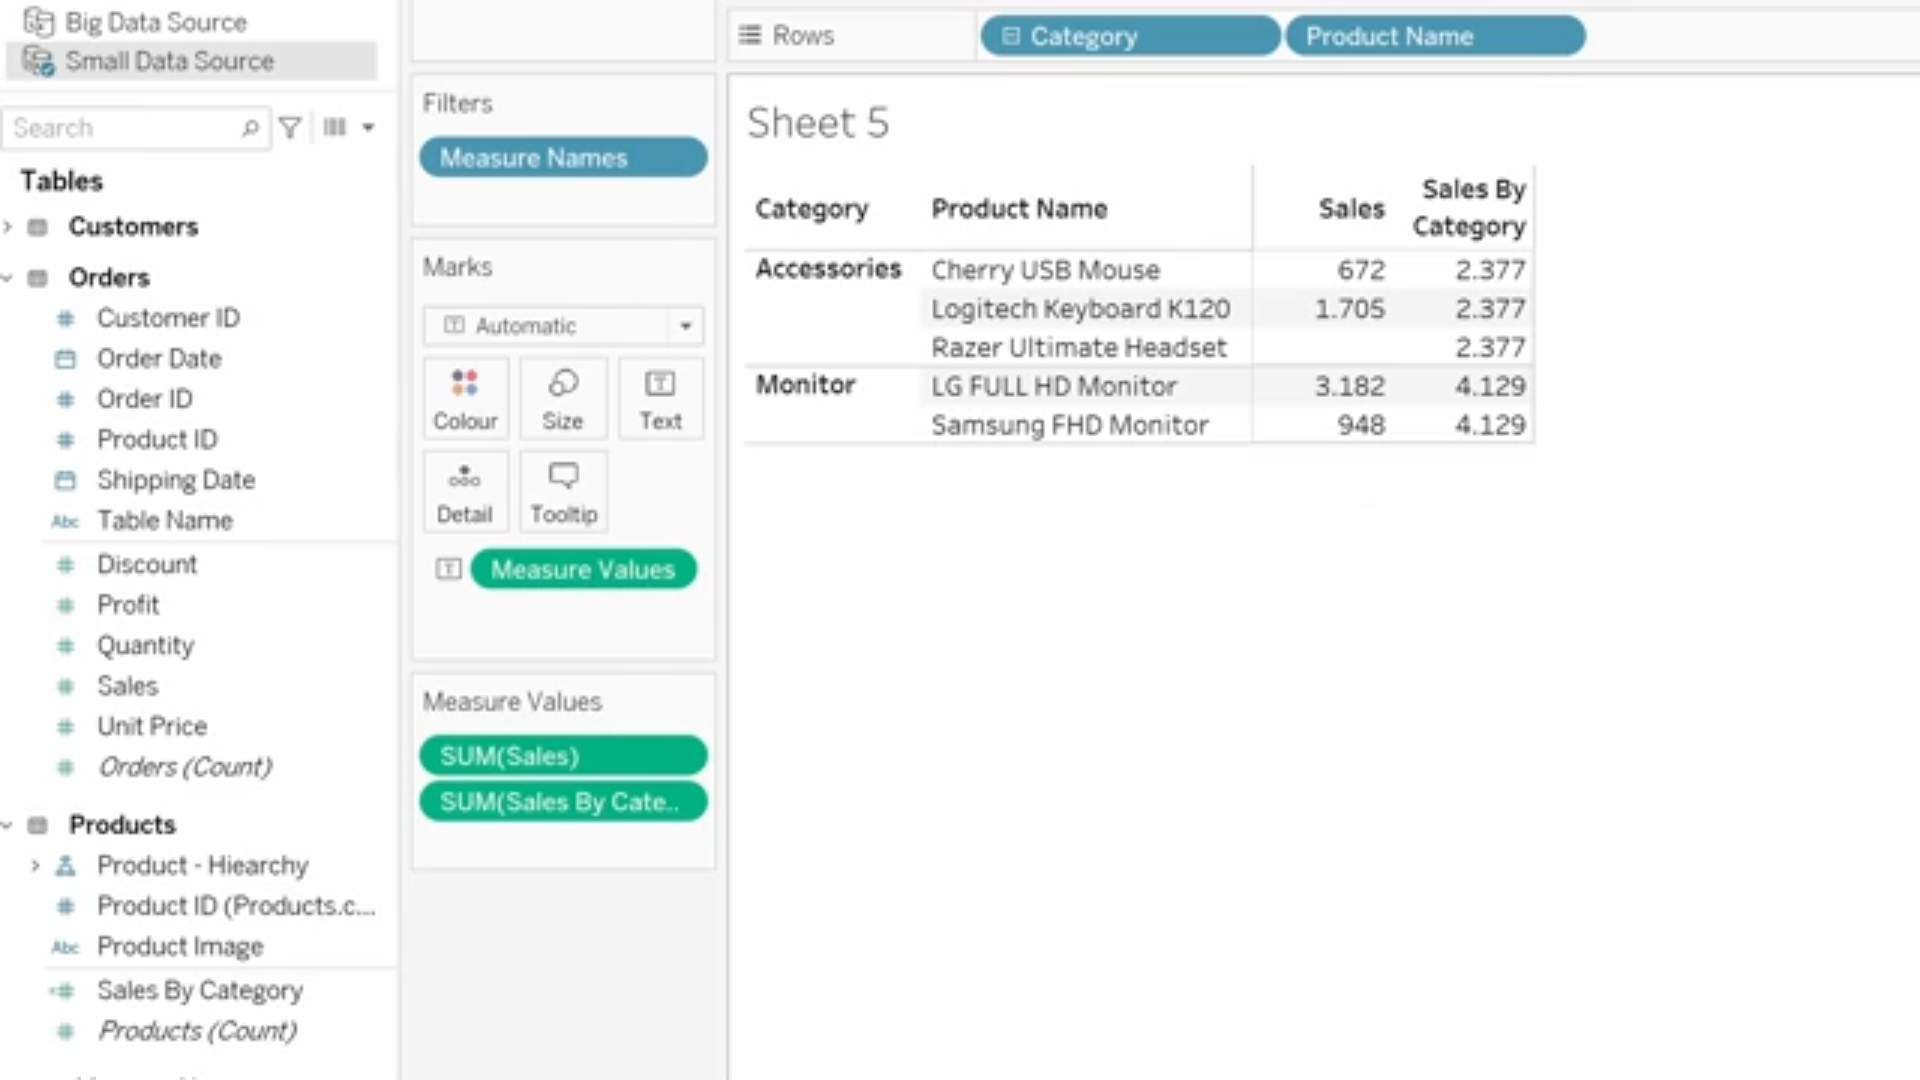 Big Data Source
Small Data Source
Search
Tables
Customers
Orders
Customer ID
Order Date
Order ID
Product ID
Shipping Date
Abc Table Name
Discount
Profit
Quantity
Sales
Unit Price
Orders (Count)
Products
Product - Hiearchy
Product ID (Products.c...
Abc Product Image
Sales By Category
Products (Count)
Filters
Measure Names
Marks
T Automatic
Colour Size Text
Detail Tooltip
T Measure Values
Measure Values
SUM(Sales)
SUM(Sales By Cate..
Rows Category Product Name
Sheet 5
Category Product Name Sales Sales By
Category
Accessories Cherry USB Mouse 672 2.377
Logitech Keyboard K120 1.705 2.377
Razer Ultimate Headset 2.377
Monitor LG FULL HD Monitor 3.182 4.129
Samsung FHD Monitor 948 4.129